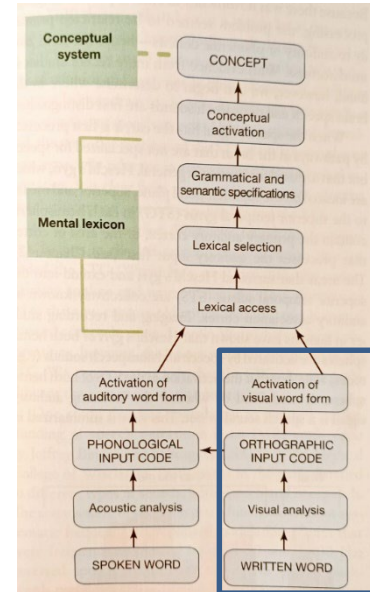 Conceptual
system
CONCEPT
Conceptual
activation
Grammatical and
semantic specifications
Mental lexicon
Lexical selection
Lexical access
Activation of
auditory word form
Activation of
visual word form
PHONOLOGICAL
INPUT CODE
ORTHOGRAPHIC
INPUT CODE
Acoustic analysis
Visual analysis
SPOKEN WORD
WRITTEN WORD